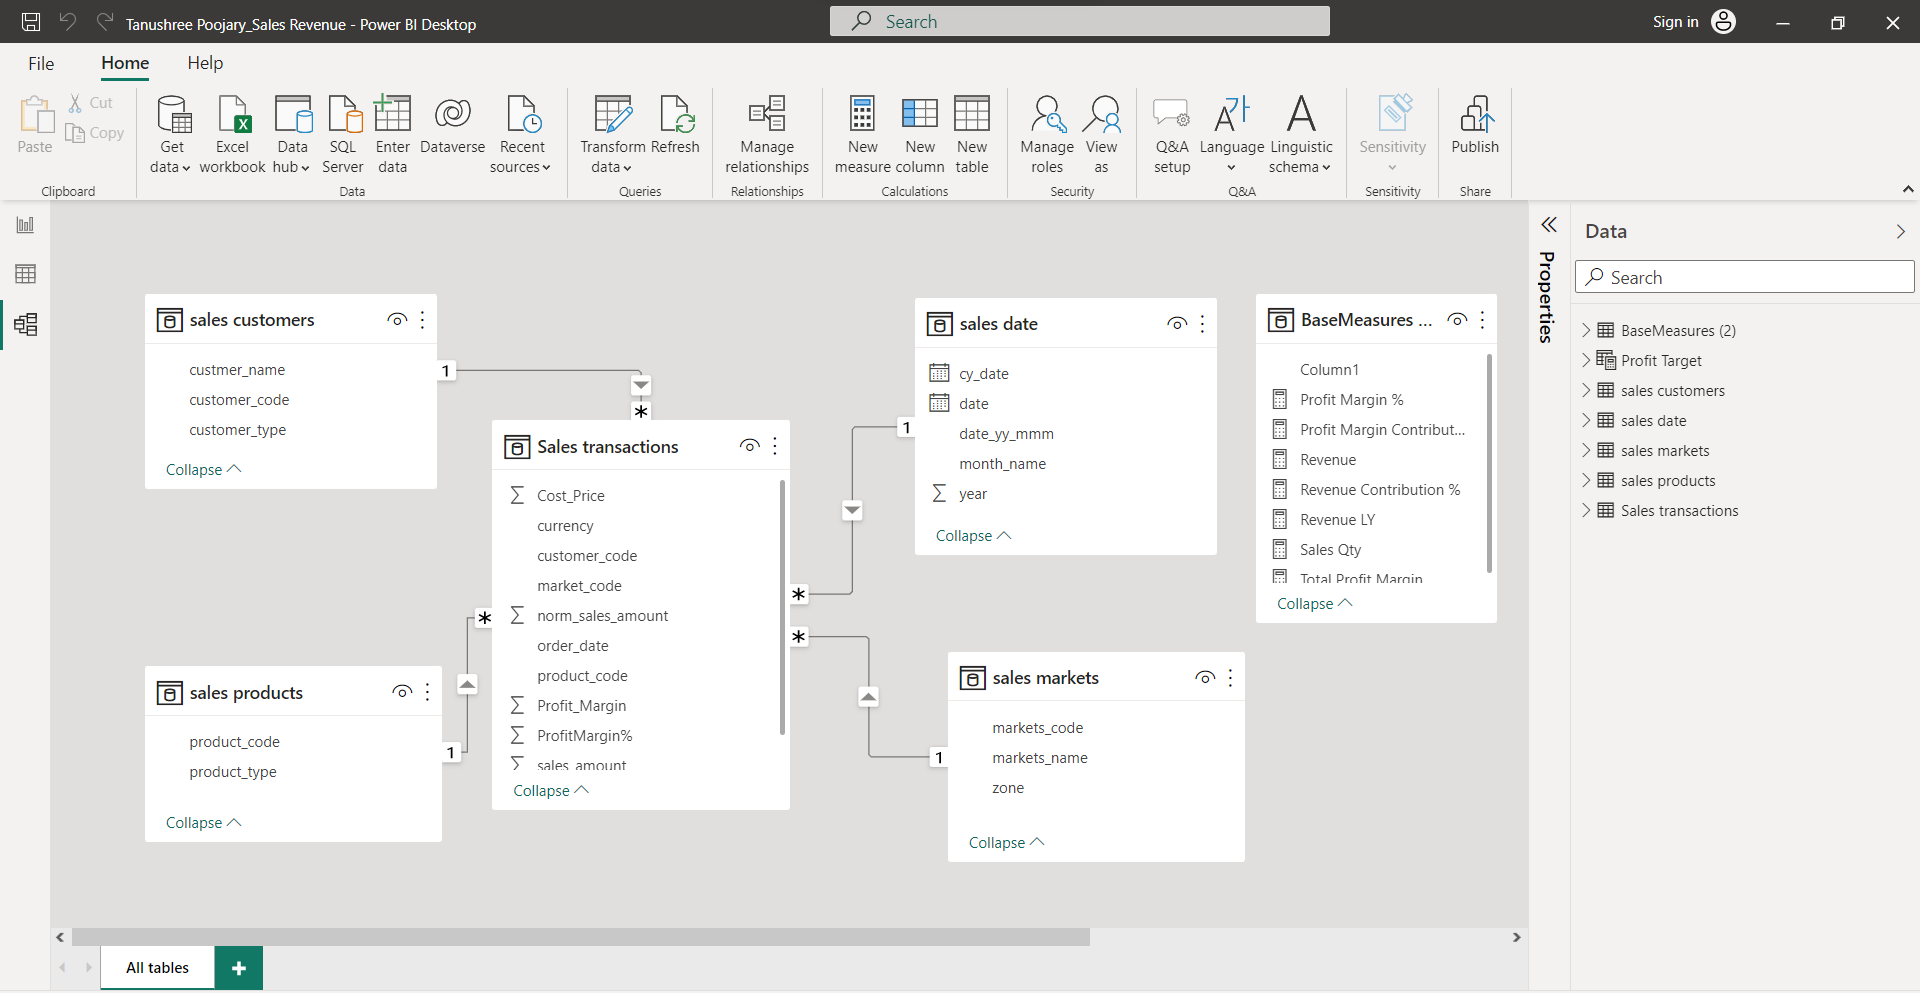 Tanushree Poojary_Sales Revenue - Power BI Desktop
Search
Sign in
File
Home
Help
Paste
Cut
Copy
Clipboard
Get data
Excel workbook
Data hub
SQL Server
Enter data
Dataverse
Recent sources
Data
Transform data
Refresh
Queries
Manage relationships
Relationships
New measure
New column
New table
Calculations
Manage roles
View as
Security
Q&A setup
Language
Linguistic schema
Q&A
Sensitivity
Sensitivity
Publish
Share
sales customers
custmer_name
customer_code
customer_type
Collapse
1
*
Sales transactions
Cost_Price
currency
customer_code
market_code
norm_sales_amount
order_date
product_code
Profit_Margin
ProfitMargin%
sales_amount
Collapse
*
1
sales products
product_code
product_type
Collapse
sales date
cy_date
date
date_yy_mmm
month_name
year
Collapse
1
*
*
1
sales markets
markets_code
markets_name
zone
Collapse
BaseMeasures ...
Column1
Profit Margin %
Profit Margin Contribut...
Revenue
Revenue Contribution %
Revenue LY
Sales Qty
Total Profit Margin
Collapse
Properties
Data
Search
BaseMeasures (2)
Profit Target
sales customers
sales date
sales markets
sales products
Sales transactions
All tables